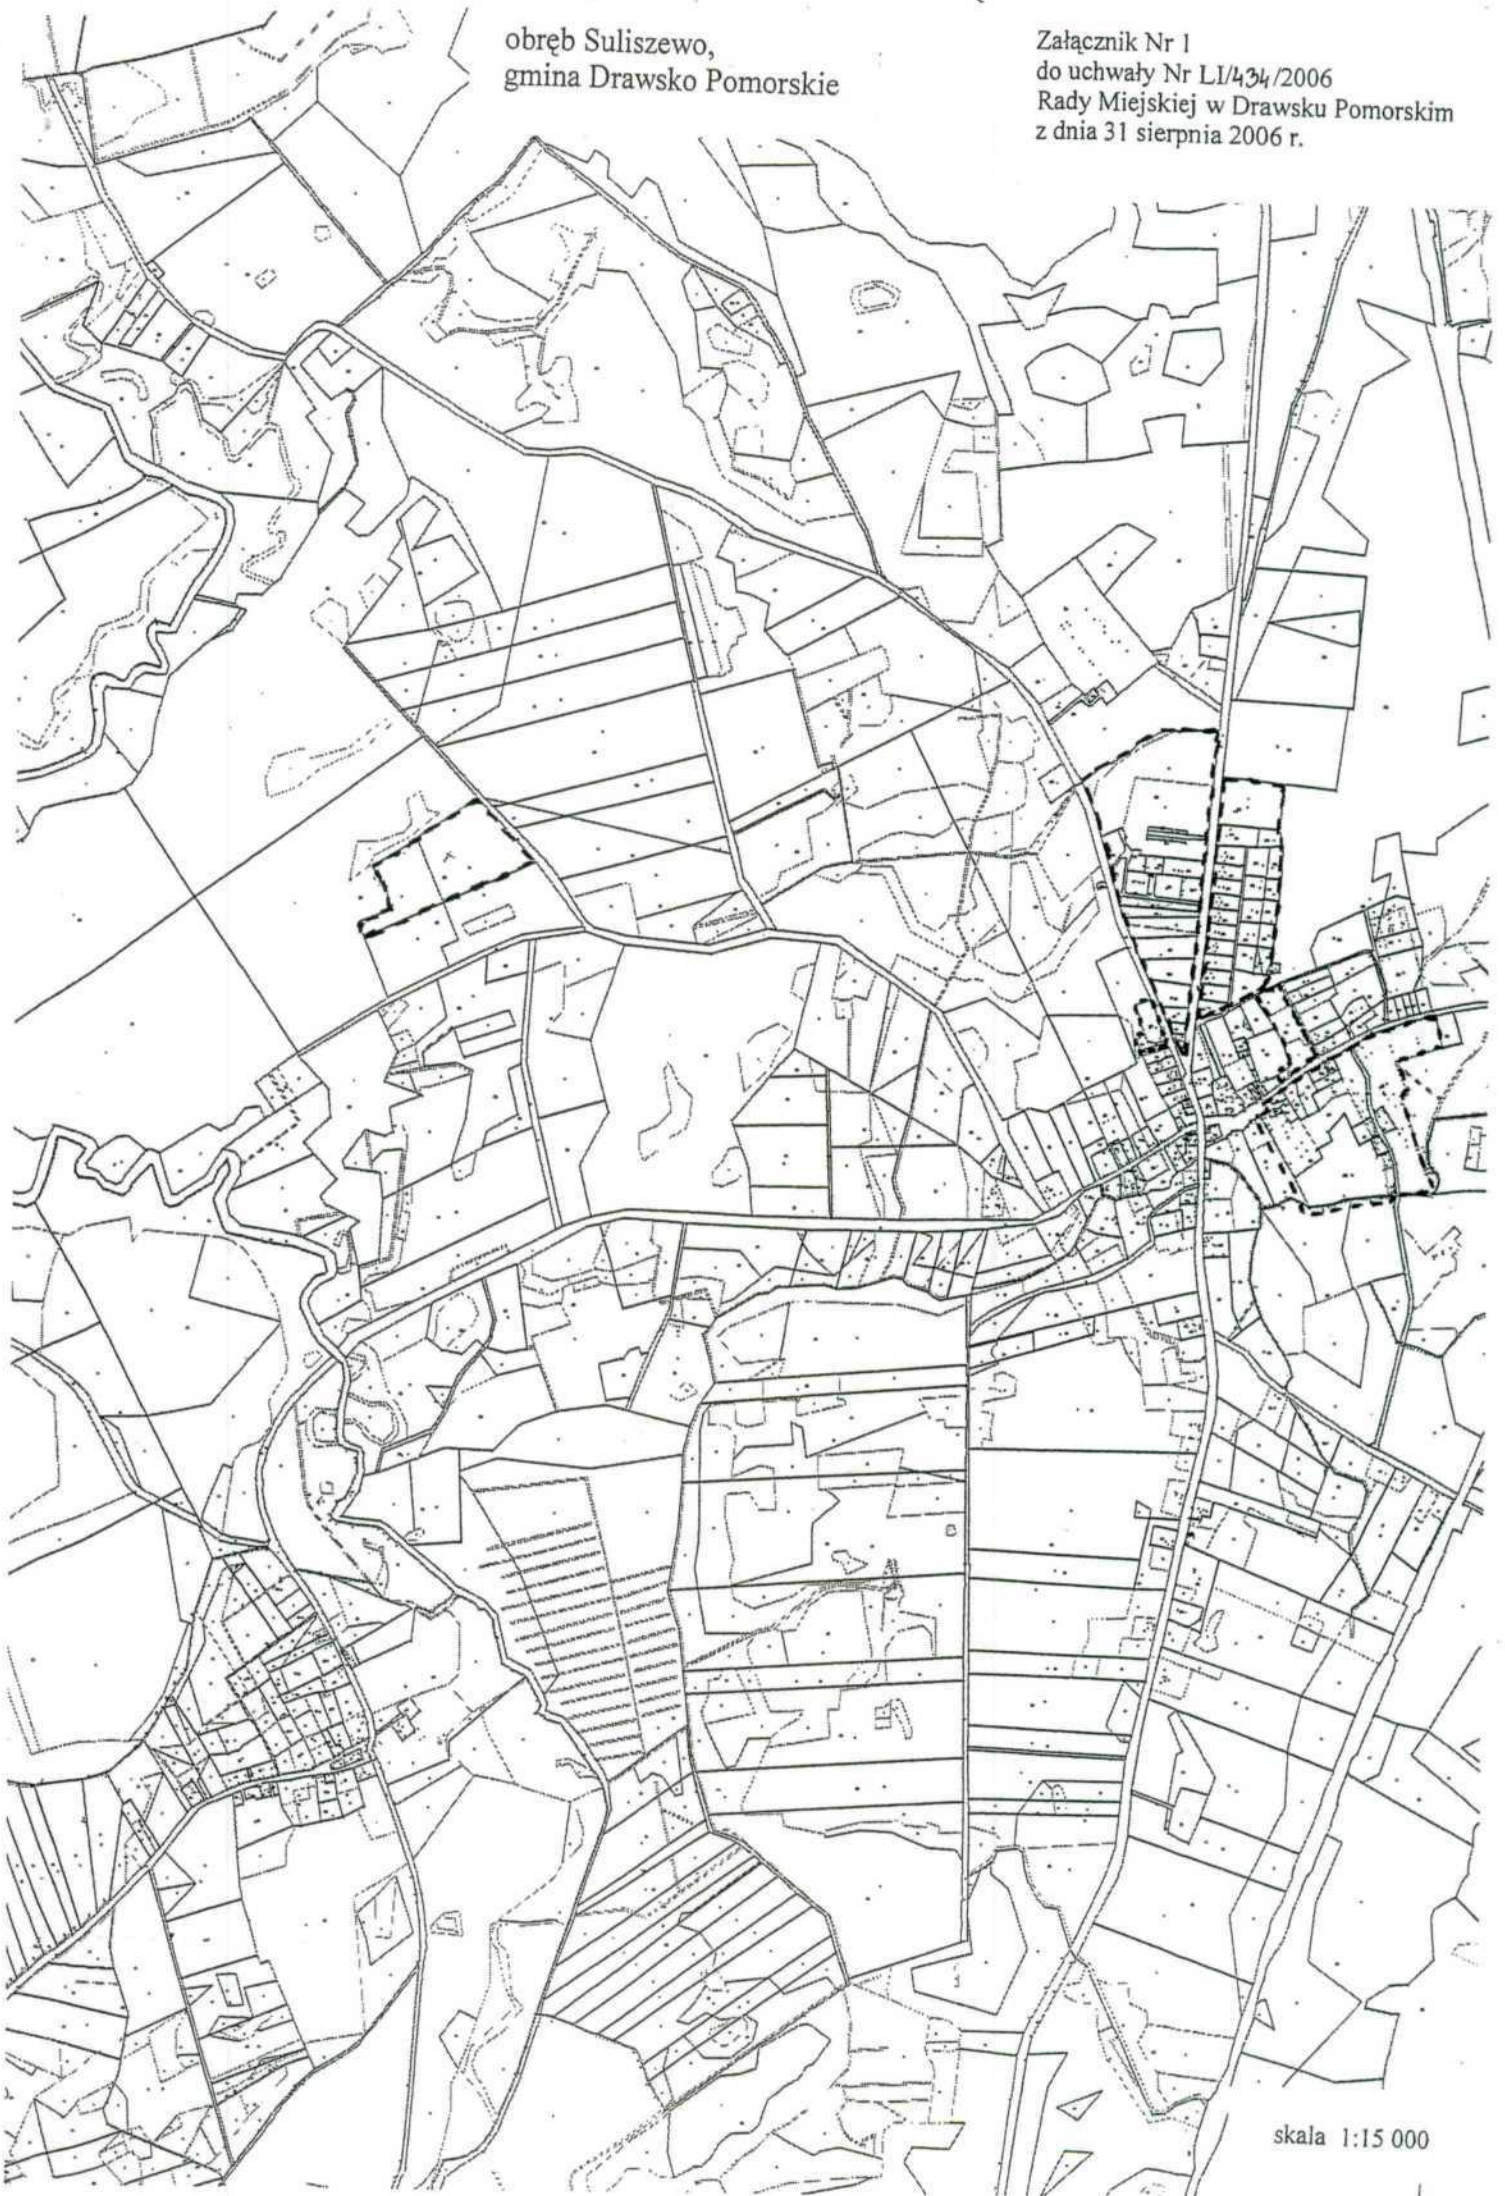 obręb Suliszewo,
gmina Drawsko Pomorskie
Załącznik Nr 1
do uchwały Nr LI/434/2006
Rady Miejskiej w Drawsku Pomorskim
z dnia 31 sierpnia 2006 r.
skala 1:15 000